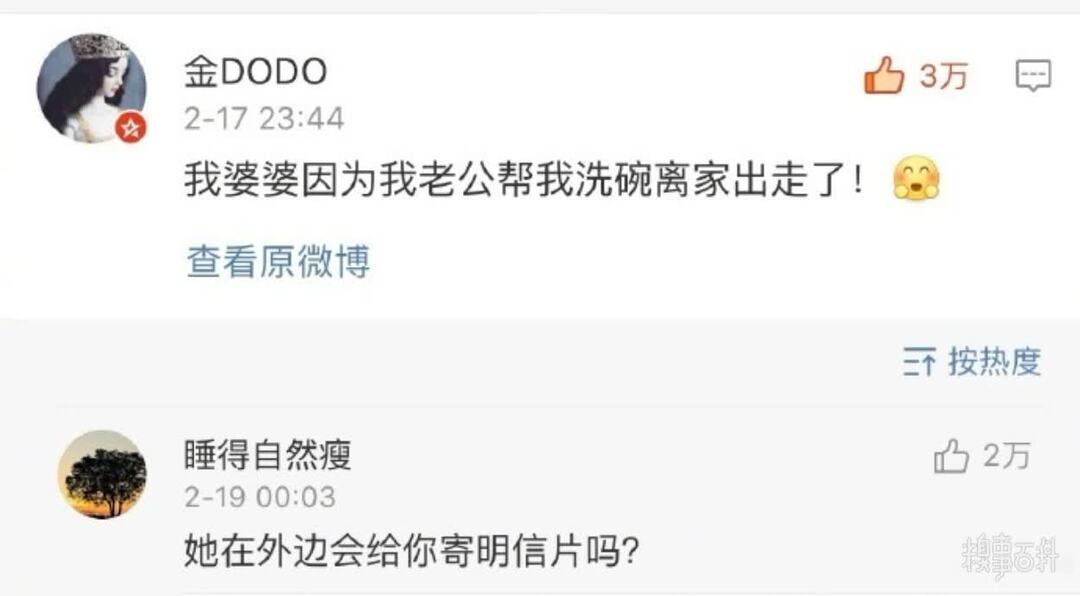 金DODO
3万
2-17 23:44
我婆婆因为我老公帮我洗碗离家出走了！
查看原微博
按热度
睡得自然瘦
2万
2-19 00:03
她在外边会给你寄明信片吗？
糗事百科